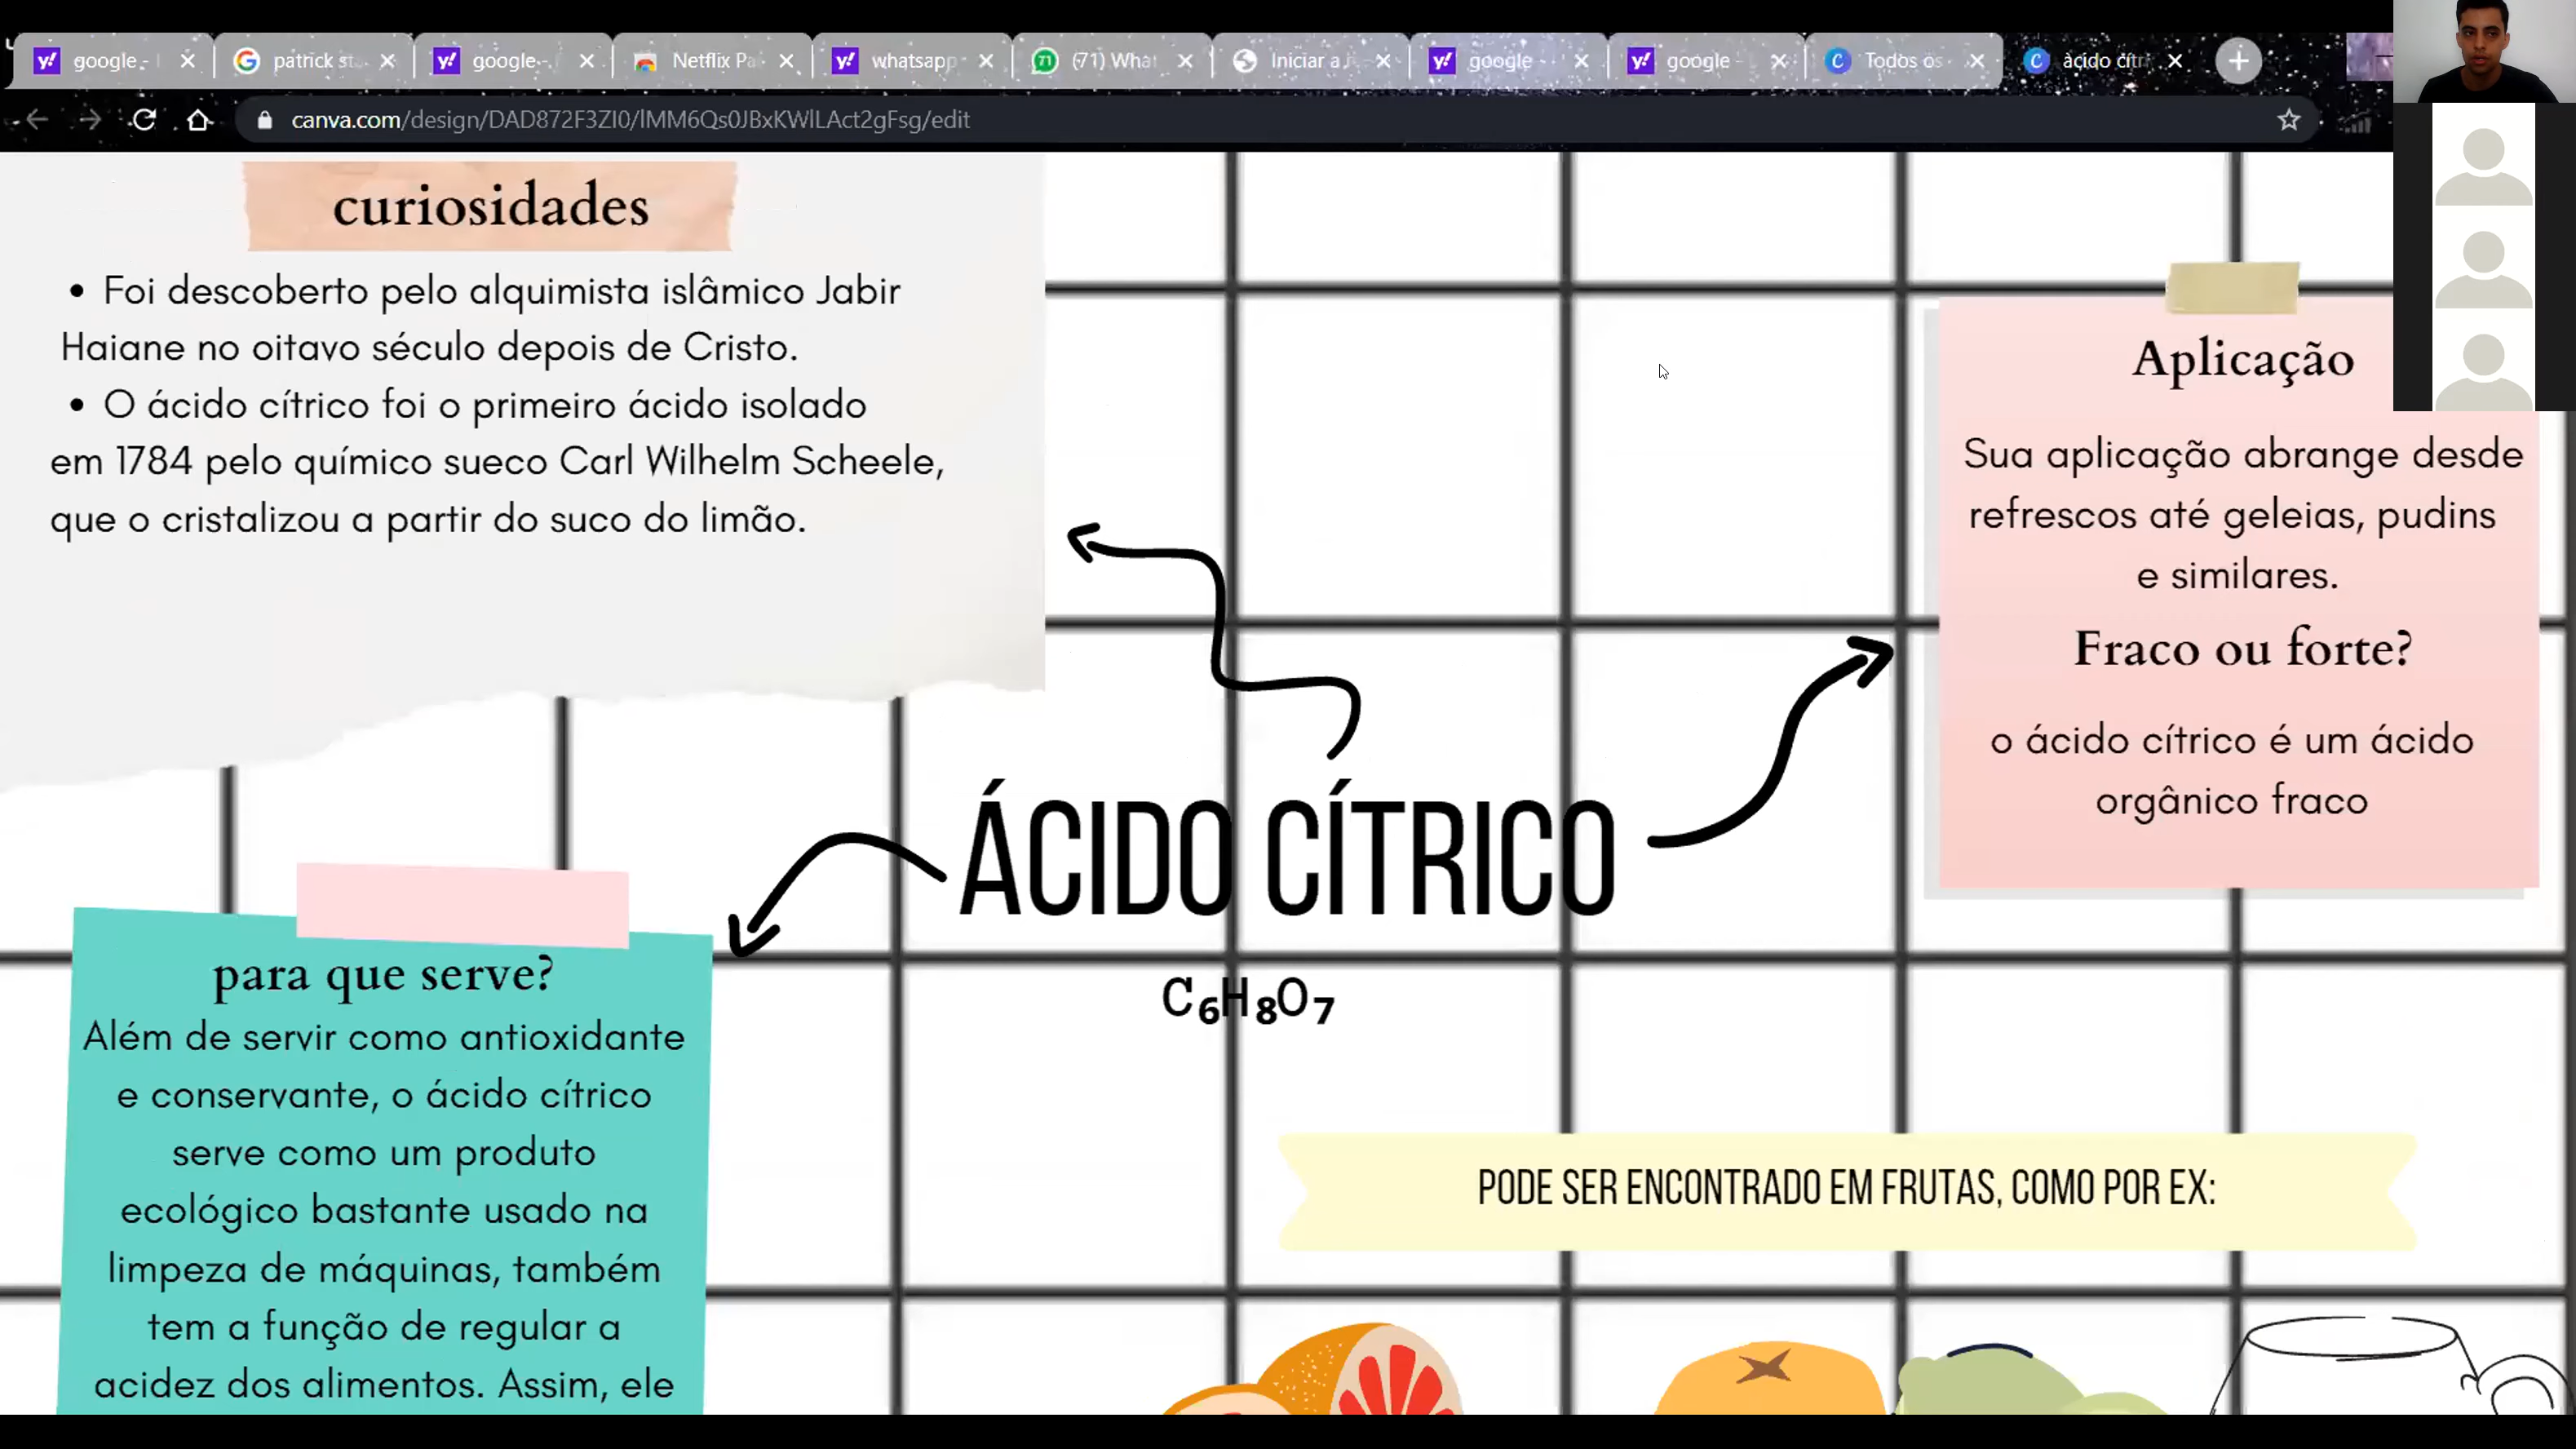 google -
patrick st
google -
Netflix Pa
whatsapp
(71) What
Iniciar a
google
google -
Todos os
àcido cítr
canva.com/design/DAD872F3ZI0/lMM6Qs0JBxKWlLAct2gFsg/edit
curiosidades
• Foi descoberto pelo alquimista islâmico Jabir
Haiane no oitavo século depois de Cristo.
• O ácido cítrico foi o primeiro ácido isolado
em 1784 pelo químico sueco Carl Wilhelm Scheele,
que o cristalizou a partir do suco do limão.
Aplicação
Sua aplicação abrange desde
refrescos até geleias, pudins
e similares.
Fraco ou forte?
o ácido cítrico é um ácido
orgânico fraco
ÁCIDO CÍTRICO
C₆H₈O₇
para que serve?
Além de servir como antioxidante
e conservante, o ácido cítrico
serve como um produto
ecológico bastante usado na
limpeza de máquinas, também
tem a função de regular a
acidez dos alimentos. Assim, ele
PODE SER ENCONTRADO EM FRUTAS, COMO POR EX: